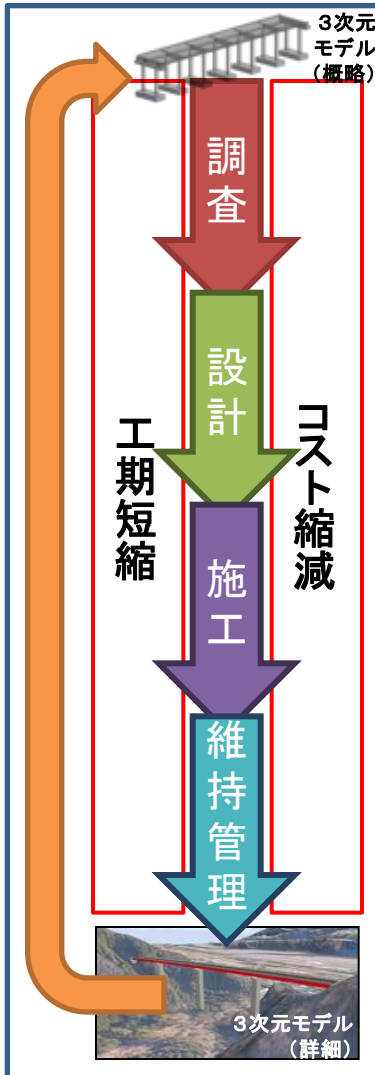 3次元
モデル
(概略)
調査
設計
工期短縮
コスト縮減
施工
維持管理
3次元モデル
(詳細)